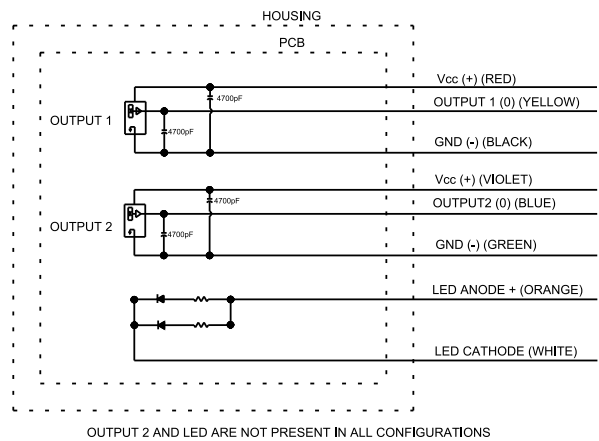 HOUSING
PCB
Vcc (+) (RED)
4700pF
OUTPUT 1 (0) (YELLOW)
OUTPUT 1
4700pF
GND (-) (BLACK)
Vcc (+) (VIOLET)
4700pF
OUTPUT2 (0) (BLUE)
OUTPUT 2
4700pF
GND (-) (GREEN)
LED ANODE + (ORANGE)
LED CATHODE (WHITE)
OUTPUT 2 AND LED ARE NOT PRESENT IN ALL CONFIGURATIONS